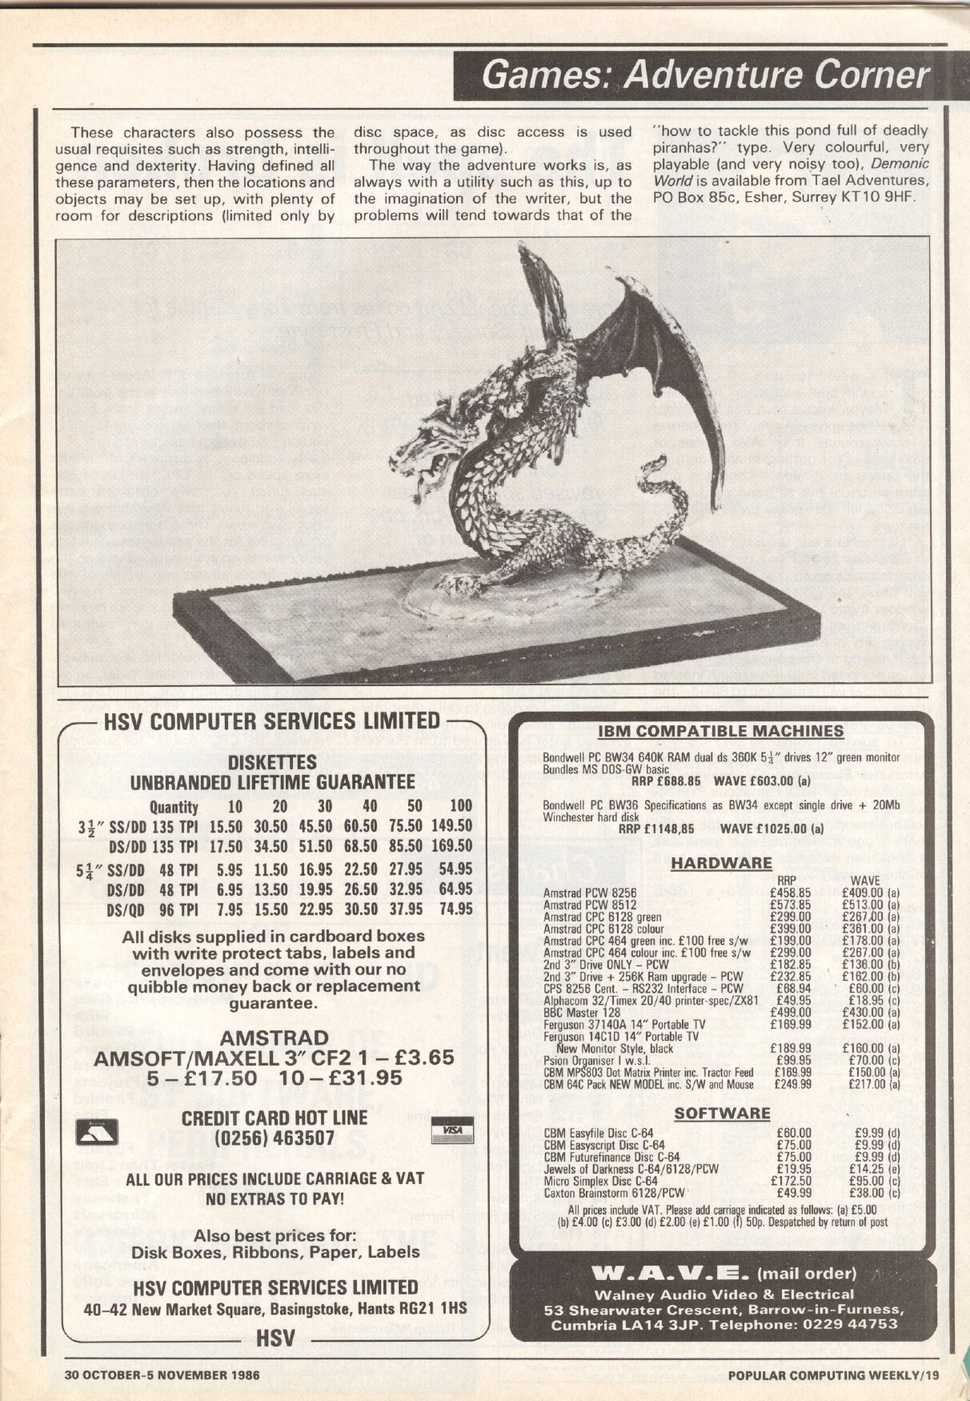 Games: Adventure Corner
These characters also possess the
usual requisites such as strength, intelli-
gence and dexterity. Having defined all
these parameters, then the locations and
objects may be set up, with plenty of
room for descriptions (limited only by
disc space, as disc access is used
throughout the game).
The way the adventure works is, as
always with a utility such as this, up to
the imagination of the writer, but the
problems will tend towards that of the
"how to tackle this pond full of deadly
piranhas?" type. Very colourful, very
playable (and very noisy too), Demonic
World is available from Tael Adventures,
PO Box 85c, Esher, Surrey KT10 9HF.
HSV COMPUTER SERVICES LIMITED
DISKETTES
UNBRANDED LIFETIME GUARANTEE
Quantity 10 20 30 40 50 100
3½" SS/DD 135 TPI 15.50 30.50 45.50 60.50 75.50 149.50
DS/DD 135 TPI 17.50 34.50 51.50 68.50 85.50 169.50
5¼" SS/DD 48 TPI 5.95 11.50 16.95 22.50 27.95 54.95
DS/DD 48 TPI 6.95 13.50 19.95 26.50 32.95 64.95
DS/QD 96 TPI 7.95 15.50 22.95 30.50 37.95 74.95
All disks supplied in cardboard boxes
with write protect tabs, labels and
envelopes and come with our no
quibble money back or replacement
guarantee.
AMSTRAD
AMSOFT/MAXELL 3" CF2 1 – £3.65
5 – £17.50 10 – £31.95
CREDIT CARD HOT LINE
(0256) 463507
VISA
ALL OUR PRICES INCLUDE CARRIAGE & VAT
NO EXTRAS TO PAY!
Also best prices for:
Disk Boxes, Ribbons, Paper, Labels
HSV COMPUTER SERVICES LIMITED
40–42 New Market Square, Basingstoke, Hants RG21 1HS
HSV
IBM COMPATIBLE MACHINES
Bondwell PC BW34 640K RAM dual ds 360K 5¼" drives 12" green monitor
Bundles MS DOS-GW basic
RRP £688.85 WAVE £603.00 (a)
Bondwell PC BW36 Specifications as BW34 except single drive + 20Mb
Winchester hard disk
RRP £1148,85 WAVE £1025.00 (a)
HARDWARE
RRP WAVE
Amstrad PCW 8256 £458.85 £409.00 (a)
Amstrad PCW 8512 £573.85 £513.00 (a)
Amstrad CPC 6128 green £299.00 £267,00 (a)
Amstrad CPC 6128 colour £399.00 £361.00 (a)
Amstrad CPC 464 green inc. £100 free s/w £199.00 £178.00 (a)
Amstrad CPC 464 colour inc. £100 free s/w £299.00 £267.00 (a)
2nd 3" Drive ONLY – PCW £182.85 £136.00 (b)
2nd 3" Drive + 256K Ram upgrade – PCW £232.85 £162.00 (b)
CPS 8256 Cent. – RS232 Interface – PCW £68.94 £60.00 (c)
Alphacom 32/Timex 20/40 printer-spec/ZX81 £49.95 £18.95 (c)
BBC Master 128 £499.00 £430.00 (a)
Ferguson 37140A 14" Portable TV £169.99 £152.00 (a)
Ferguson 14C1D 14" Portable TV
New Monitor Style, black £189.99 £160.00 (a)
Psion Organiser I w.s.l. £99.95 £70.00 (c)
CBM MPS803 Dot Matrix Printer inc. Tractor Feed £169.99 £150.00 (a)
CBM 64C Pack NEW MODEL inc. S/W and Mouse £249.99 £217.00 (a)
SOFTWARE
CBM Easyfile Disc C-64 £60.00 £9.99 (d)
CBM Easyscript Disc C-64 £75.00 £9.99 (d)
CBM Futurefinance Disc C-64 £75.00 £9.99 (d)
Jewels of Darkness C-64/6128/PCW £19.95 £14.25 (e)
Micro Simplex Disc C-64 £172.50 £95.00 (c)
Caxton Brainstorm 6128/PCW £49.99 £38.00 (c)
All prices include VAT. Please add carriage indicated as follows: (a) £5.00
(b) £4.00 (c) £3.00 (d) £2.00 (e) £1.00 (f) 50p. Despatched by return of post
W.A.V.E. (mail order)
Walney Audio Video & Electrical
53 Shearwater Crescent, Barrow-in-Furness,
Cumbria LA14 3JP. Telephone: 0229 44753
30 OCTOBER-5 NOVEMBER 1986
POPULAR COMPUTING WEEKLY/19